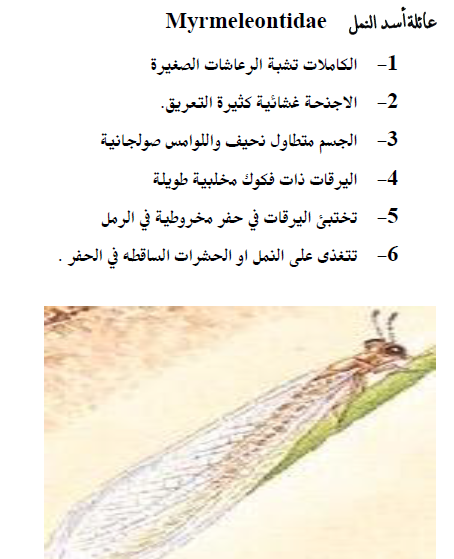 عائلة أسد النمل Myrmeleontidae
1- الكاملات تشبة الرعاشات الصغيرة
2- الاجنحة غشائية كثيرة التعريق.
3- الجسم متطاول نحيف واللوامس صولجانية
4- اليرقات ذات فكوك مخلبية طويلة
5- تختبئ اليرقات في حفر مخروطية في الرمل
6- تتغذى على النمل او الحشرات الساقطه في الحفر .